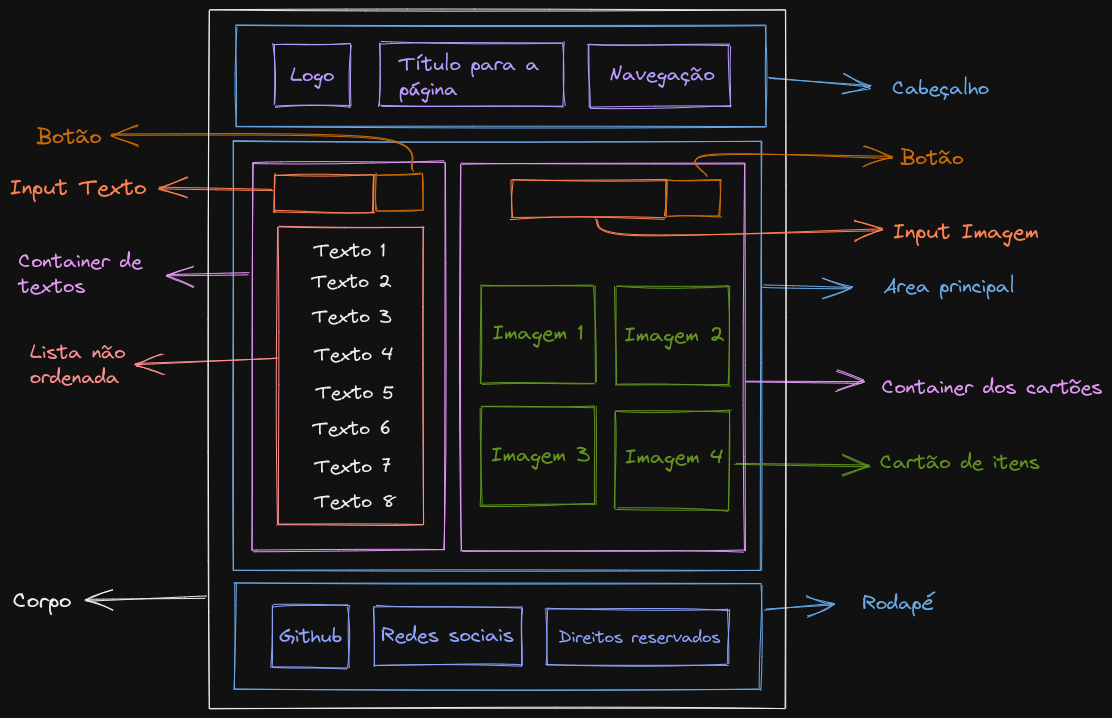 Logo
Título para a
página
Navegação
Cabeçalho
Botão
Botão
Input Texto
Input Imagem
Container de
textos
Area principal
Texto 1
Texto 2
Texto 3
Texto 4
Texto 5
Texto 6
Texto 7
Texto 8
Imagem 1
Imagem 2
Imagem 3
Imagem 4
Lista não
ordenada
Container dos cartões
Cartão de itens
Corpo
Rodapé
Github
Redes sociais
Direitos reservados